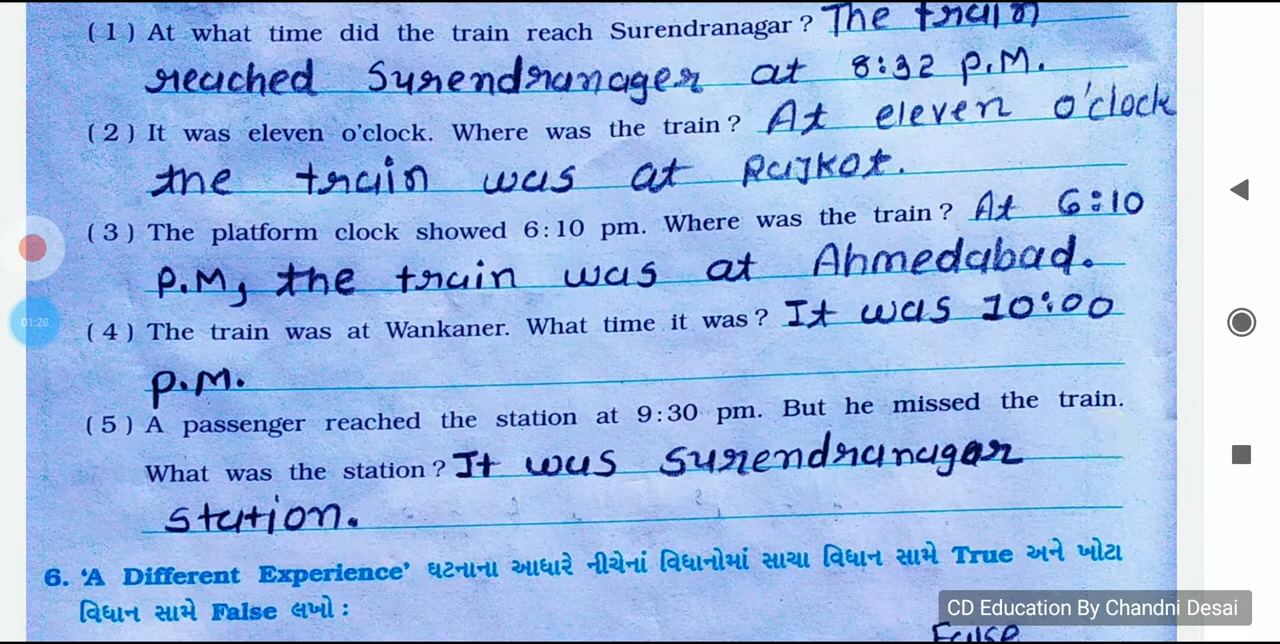 (1) At what time did the train reach Surendranagar? The train
reached Surendranager at 8:32 p.M.
(2) It was eleven o'clock. Where was the train? At eleven o'clock
the train was at Rajkot.
(3) The platform clock showed 6:10 pm. Where was the train? At 6:10
P.M, the train was at Ahmedabad.
(4) The train was at Wankaner. What time it was? It was 10:00
P.M.
(5) A passenger reached the station at 9:30 pm. But he missed the train.
What was the station? It was Surendranagar
station.
6. 'A Different Experience' ઘટનાના આધારે નીચેનાં વિધાનોમાં સાચા વિધાન સામે True અને ખોટા
વિધાન સામે False લખો :
False
01:26
CD Education By Chandni Desai